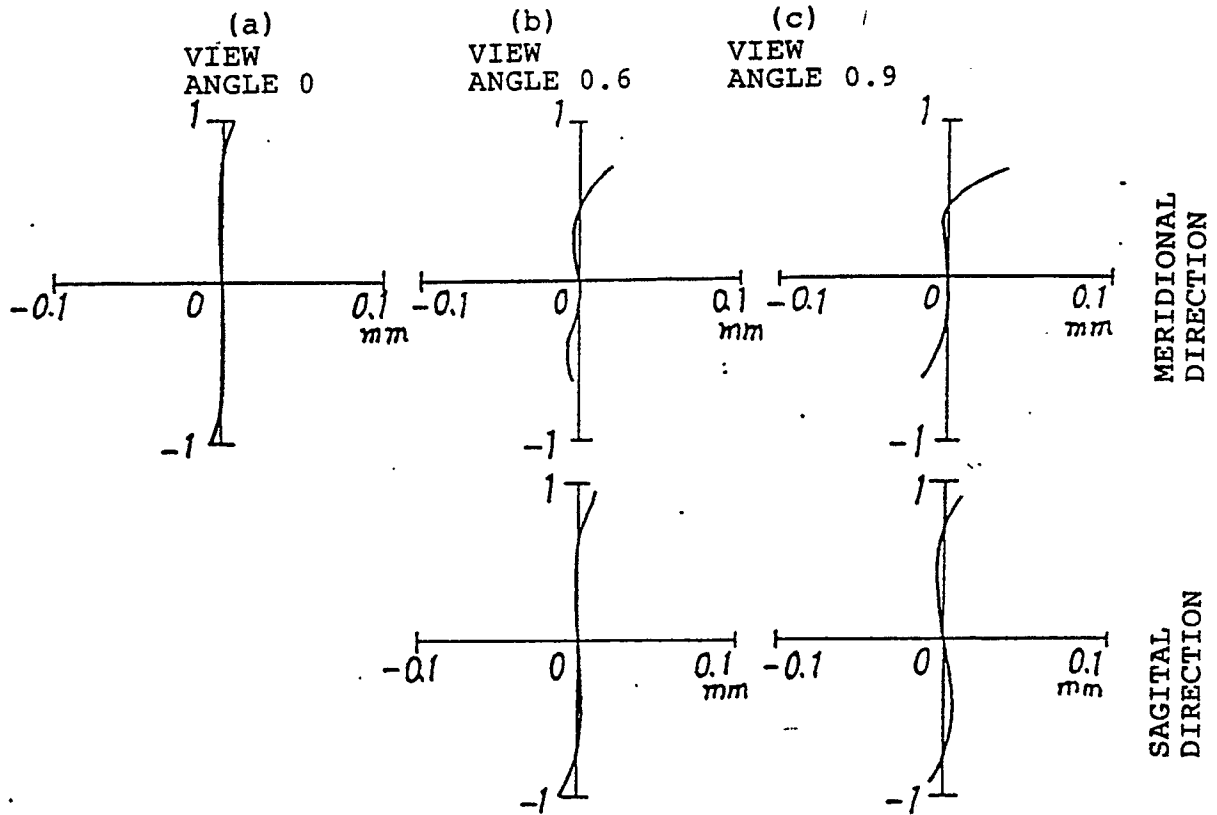 (a)
VIEW
ANGLE 0
(b)
VIEW
ANGLE 0.6
(c)
VIEW
ANGLE 0.9
1
-0.1
0
0.1
mm
-1
1
-0.1
0
0.1
mm
-1
1
-0.1
0
0.1
mm
-1
MERIDIONAL
DIRECTION
1
-0.1
0
0.1
mm
-1
1
-0.1
0
0.1
mm
-1
SAGITAL
DIRECTION